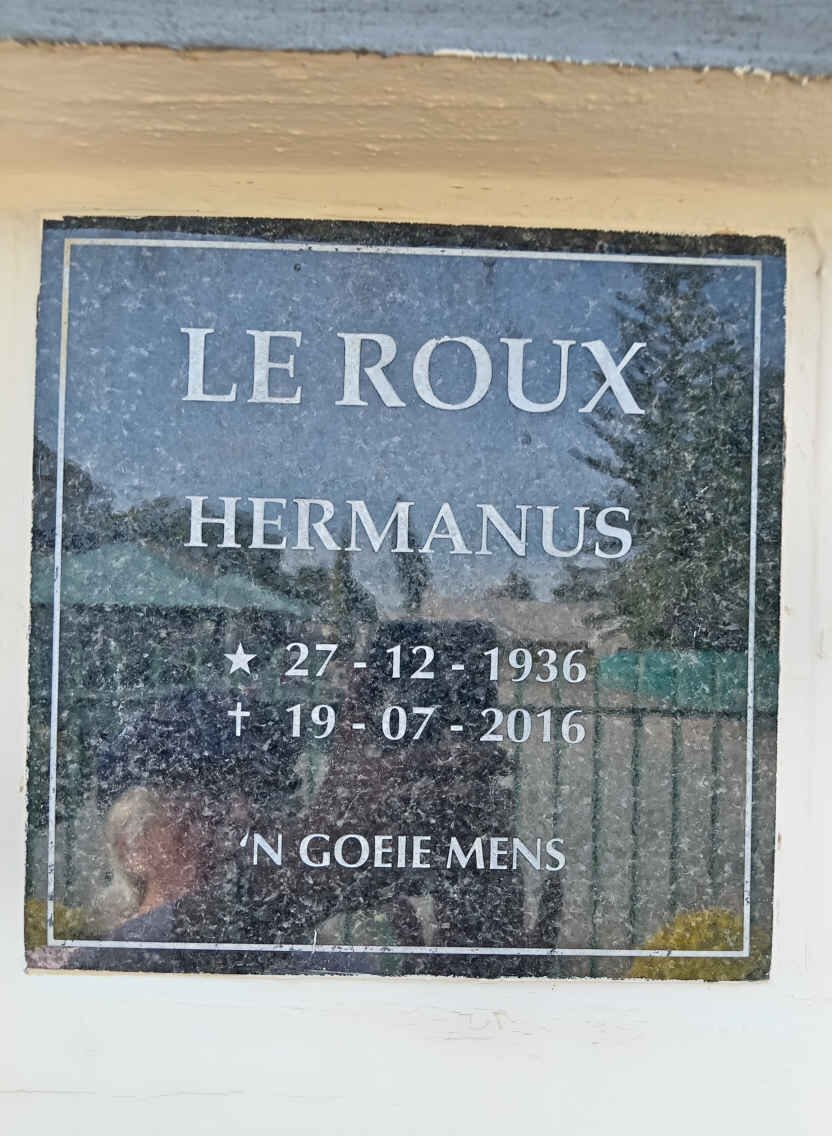 LE ROUX
HERMANUS
★ 27 - 12 - 1936
✝ 19 - 07 - 2016
'N GOEIE MENS